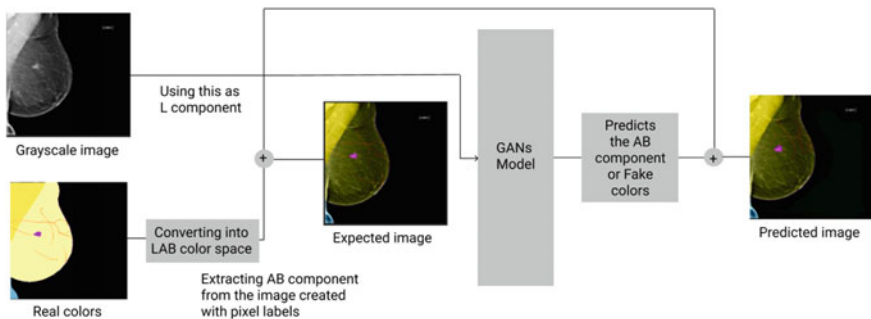 Grayscale image
Using this as
L component
+
Expected image
GANs
Model
Predicts
the AB
component
or Fake
colors
+
Predicted image
Real colors
Converting into
LAB color space
Extracting AB component
from the image created
with pixel labels